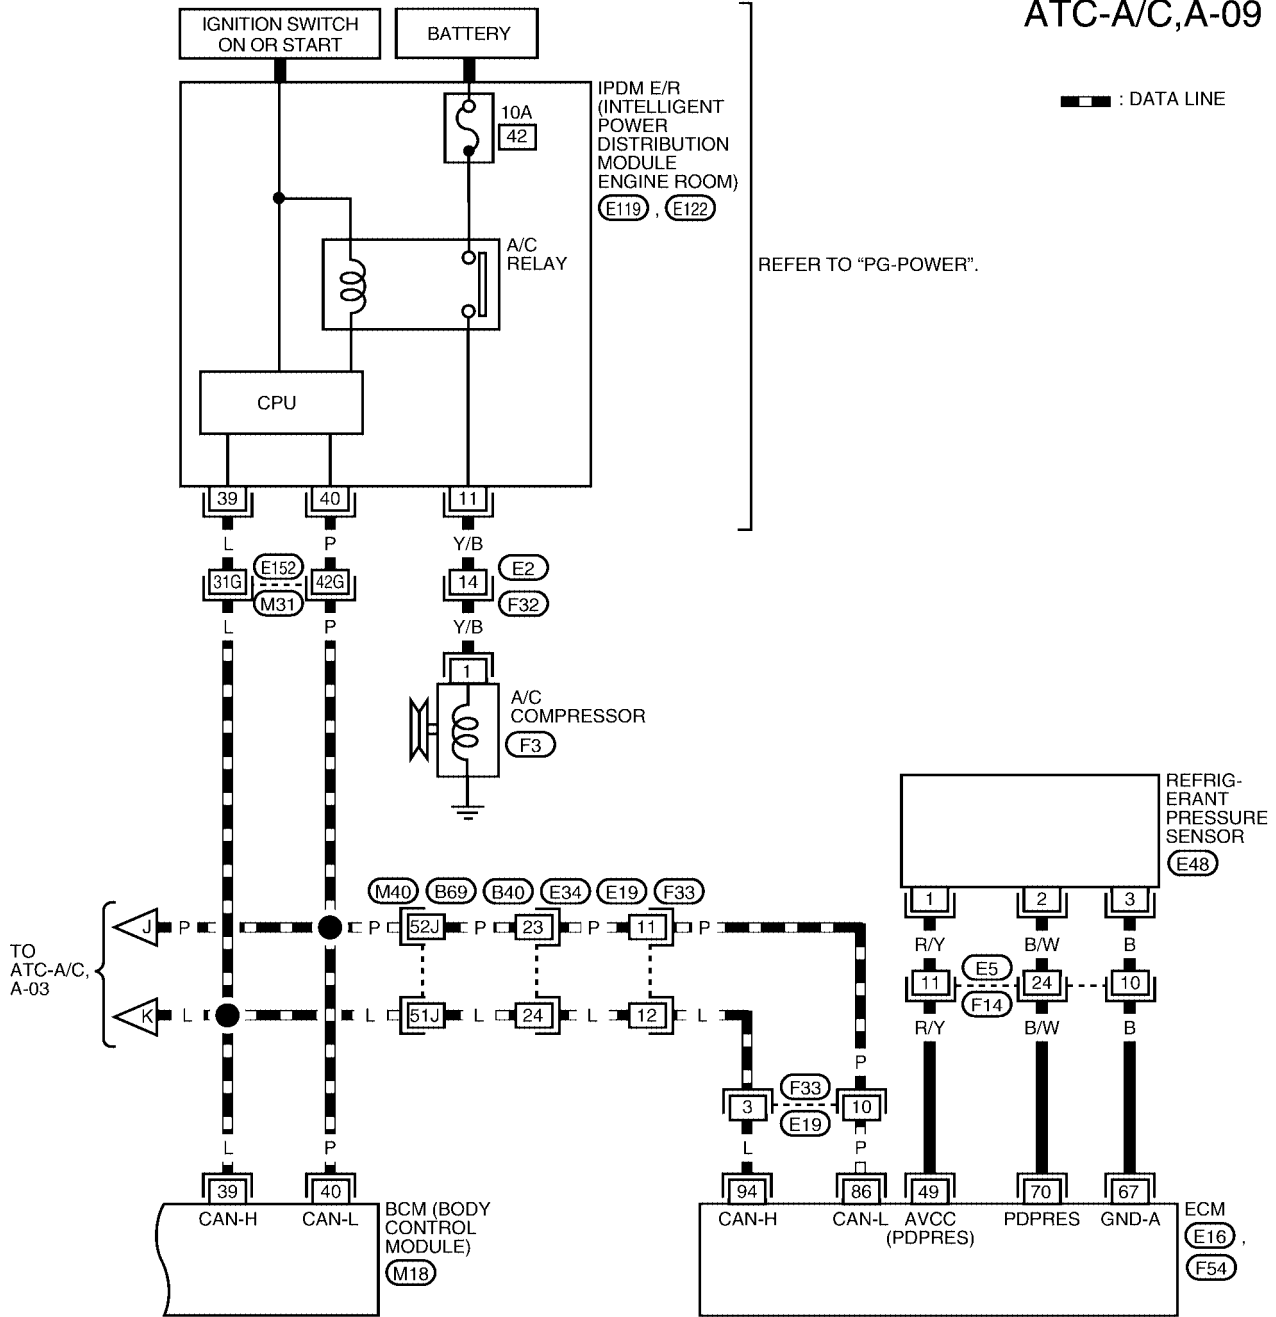 ATC-A/C,A-09
IGNITION SWITCH
ON OR START
BATTERY
: DATA LINE
10A
42
IPDM E/R
(INTELLIGENT
POWER
DISTRIBUTION
MODULE
ENGINE ROOM)
E119 , E122
A/C
RELAY
REFER TO “PG-POWER”.
CPU
39 40 11
L P Y/B
31G E152 42G 14 E2
M31 F32
L P Y/B
1
A/C
COMPRESSOR
F3
REFRIG-
ERANT
PRESSURE
SENSOR
E48
1 2 3
M40 B69 B40 E34 E19 F33
TO
ATC-A/C,
A-03
J P P 52J P 23 P 11 P
R/Y B/W B
11 E5 24 10
F14
K L L 51J L 24 L 12 L
R/Y B/W B
P
3 F33 10
E19
L P L P
39 40 94 86 49 70 67
CAN-H CAN-L CAN-H CAN-L AVCC PDPRES GND-A
(PDPRES)
BCM (BODY
CONTROL
MODULE)
M18
ECM
E16 ,
F54